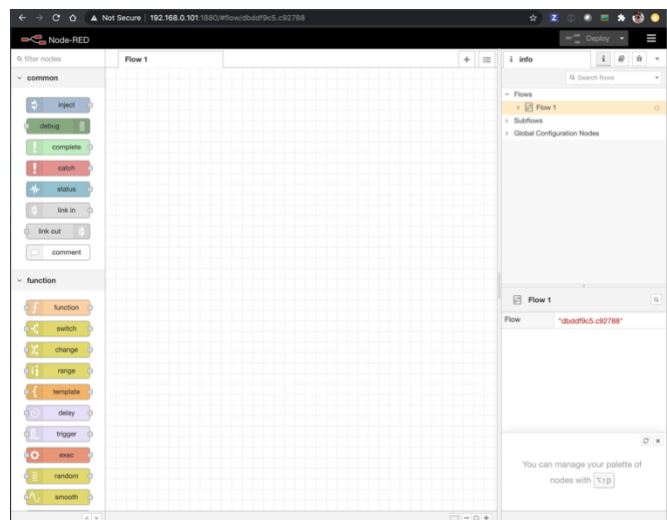 Not Secure | 192.168.0.101:1880/#flow/dbddf9c5.c92788
Node-RED
Deploy
filter nodes
Flow 1
info
Search flows
common
Flows
Flow 1
Subflows
Global Configuration Nodes
inject
debug
complete
catch
status
link in
link out
comment
function
function
switch
change
range
template
delay
trigger
exec
random
smooth
Flow 1
Flow "dbddf9c5.c92788"
You can manage your palette of
nodes with ⌥⇧p